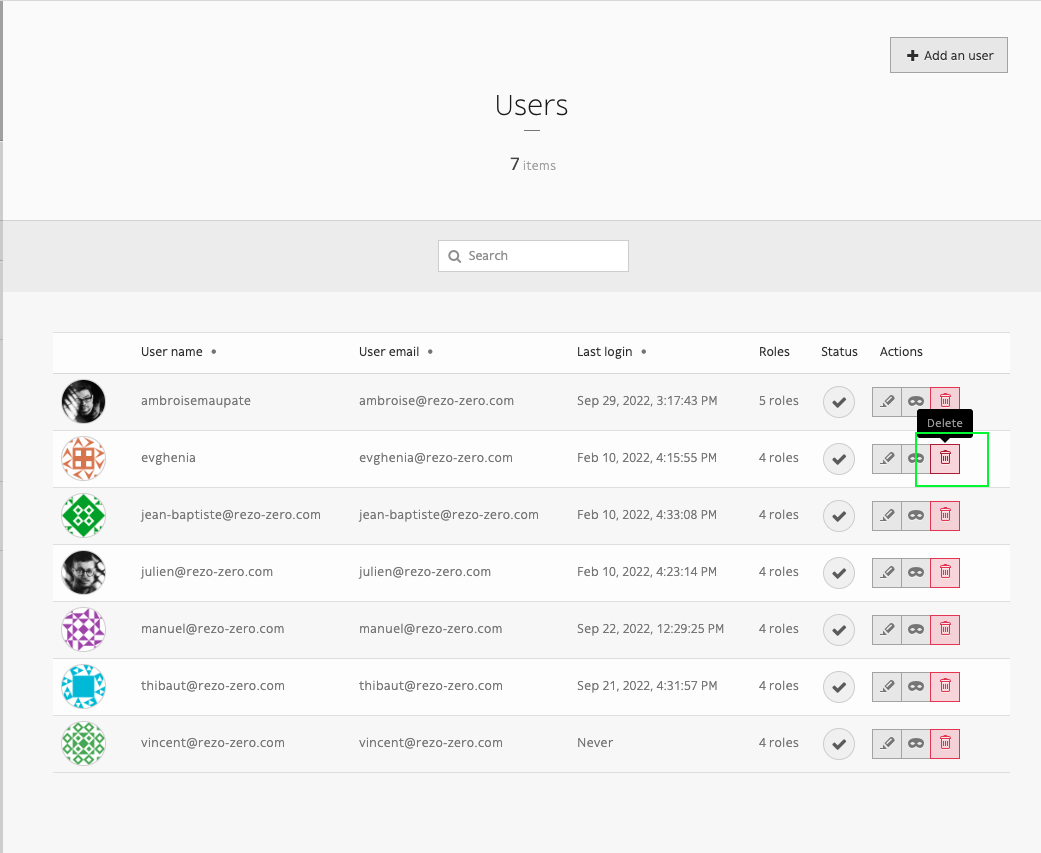 Add an user
Users
7 items
Search
User name User email Last login Roles Status Actions
ambroisemaupate ambroise@rezo-zero.com Sep 29, 2022, 3:17:43 PM 5 roles
Delete
evghenia evghenia@rezo-zero.com Feb 10, 2022, 4:15:55 PM 4 roles
jean-baptiste@rezo-zero.com jean-baptiste@rezo-zero.com Feb 10, 2022, 4:33:08 PM 4 roles
julien@rezo-zero.com julien@rezo-zero.com Feb 10, 2022, 4:23:14 PM 4 roles
manuel@rezo-zero.com manuel@rezo-zero.com Sep 22, 2022, 12:29:25 PM 4 roles
thibaut@rezo-zero.com thibaut@rezo-zero.com Sep 21, 2022, 4:31:57 PM 4 roles
vincent@rezo-zero.com vincent@rezo-zero.com Never 4 roles